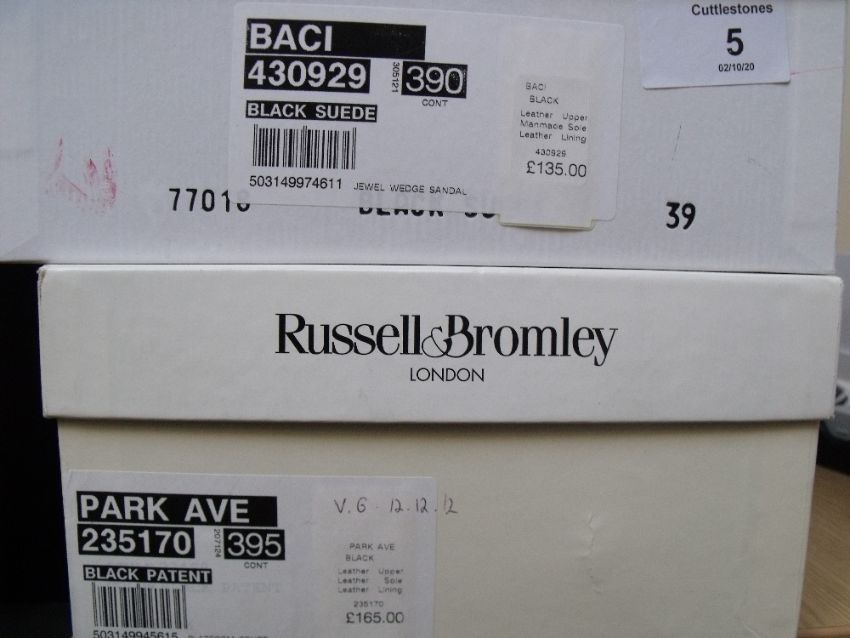 Cuttlestones
5
02/10/20
BACI
430929
305121
390
CONT
BLACK SUEDE
503149974611 JEWEL WEDGE SANDAL
BACI
BLACK
Leather Upper
Manmade Sole
Leather Lining
430929
£135.00
39
Russell&Bromley
LONDON
PARK AVE
235170
207124
395
CONT
BLACK PATENT
503149945615
V.G. 12.12.12
PARK AVE
BLACK
Leather Upper
Leather Sole
Leather Lining
235170
£165.00